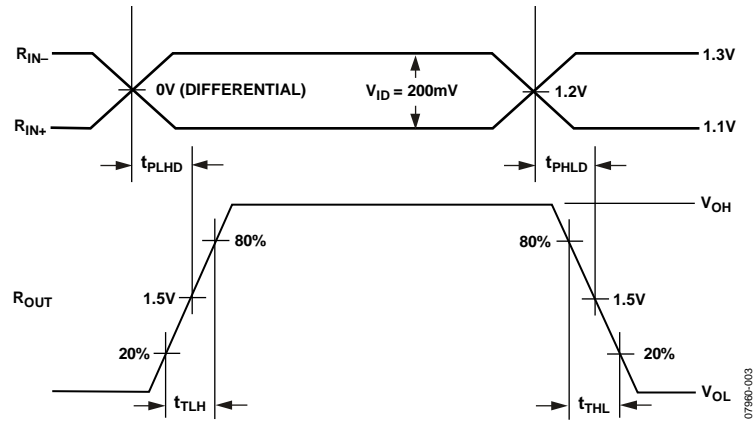 R_IN–
1.3V
0V (DIFFERENTIAL)
V_ID = 200mV
1.2V
R_IN+
1.1V
t_PLHD
t_PHLD
V_OH
80%
80%
R_OUT
1.5V
1.5V
20%
20%
V_OL
t_TLH
t_THL
07960-003